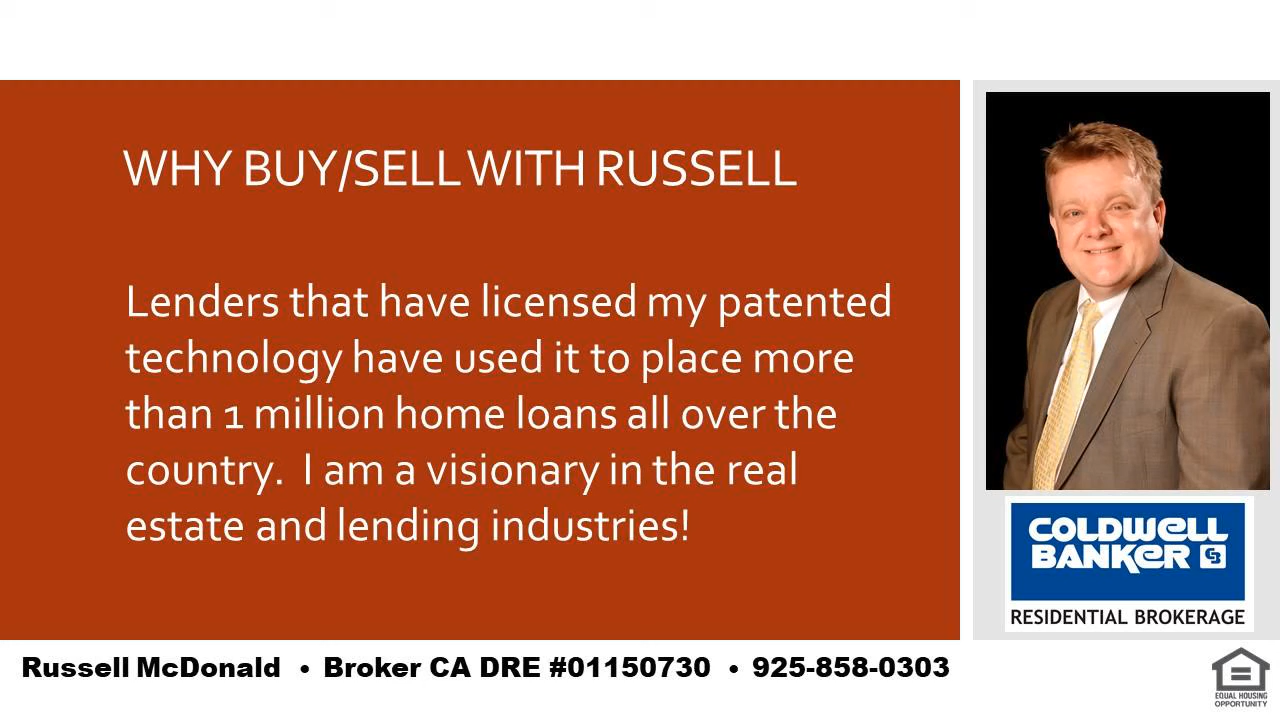 WHY BUY/SELL WITH RUSSELL
Lenders that have licensed my patented
technology have used it to place more
than 1 million home loans all over the
country.  I am a visionary in the real
estate and lending industries!
COLDWELL
BANKER CB
RESIDENTIAL BROKERAGE
Russell McDonald • Broker CA DRE #01150730 • 925-858-0303
EQUAL HOUSING
OPPORTUNITY